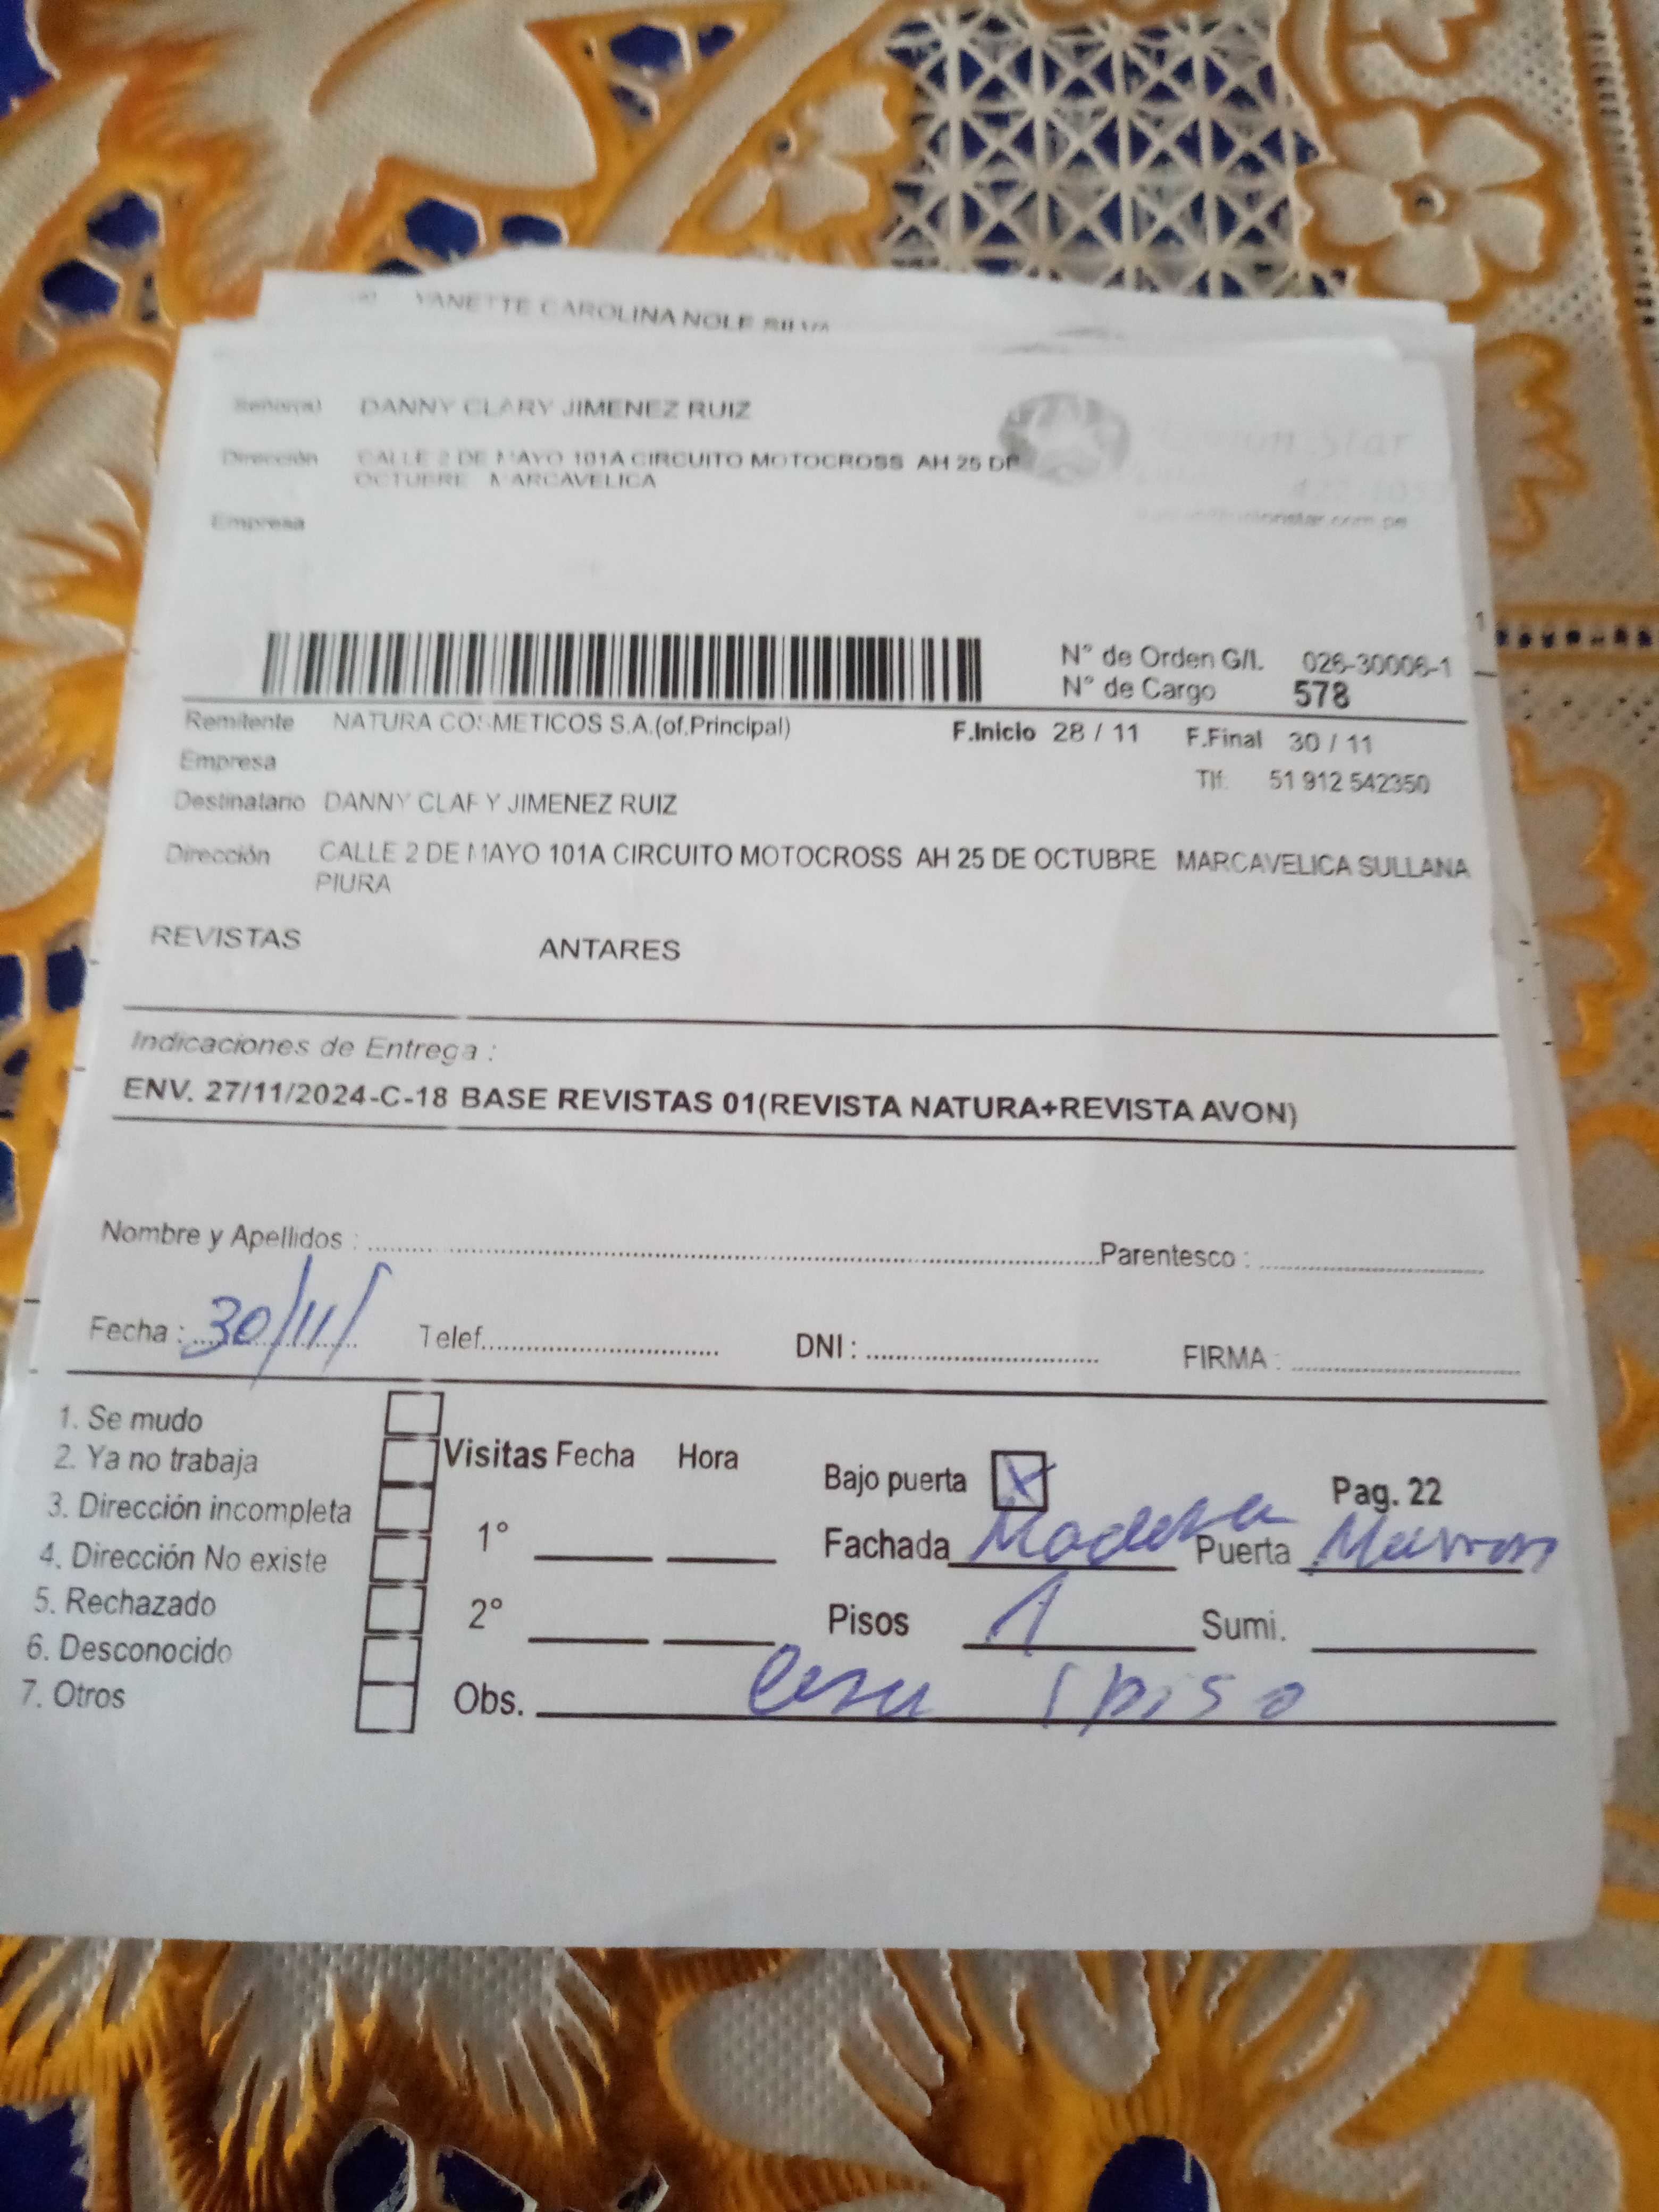 YANETTE CAROLINA NOLE SILVA
Señor(a) DANNY CLARY JIMENEZ RUIZ
Dirección CALLE 2 DE MAYO 101A CIRCUITO MOTOCROSS AH 25 DE
OCTUBRE MARCAVELICA
Empresa
N° de Orden G/I. 026-30006-1
N° de Cargo 578
Remitente NATURA COSMETICOS S.A.(of.Principal) F.Inicio 28 / 11 F.Final 30 / 11
Empresa
Tlf: 51 912 542350
Destinatario DANNY CLARY JIMENEZ RUIZ
Dirección CALLE 2 DE MAYO 101A CIRCUITO MOTOCROSS AH 25 DE OCTUBRE MARCAVELICA SULLANA
PIURA
REVISTAS ANTARES
Indicaciones de Entrega :
ENV. 27/11/2024-C-18 BASE REVISTAS 01(REVISTA NATURA+REVISTA AVON)
Nombre y Apellidos : Parentesco :
Fecha : 30/11/ Telef. DNI : FIRMA :
1. Se mudo
2. Ya no trabaja
3. Dirección incompleta
4. Dirección No existe
5. Rechazado
6. Desconocido
7. Otros
Visitas Fecha Hora
1°
2°
Bajo puerta X Pag. 22
Fachada Madera Puerta Marron
Pisos 1 Sumi.
Obs. Casa 1 piso